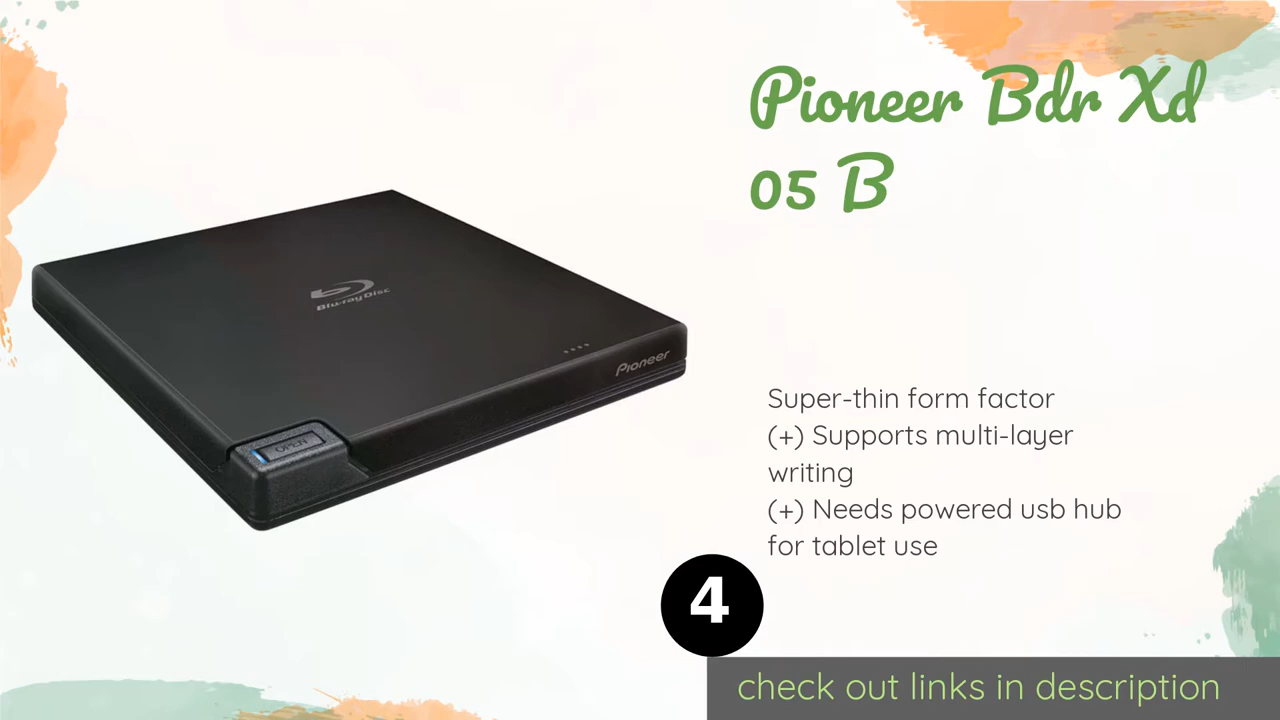 Pioneer Bdr Xd
05 B
Blu-ray Disc
Pioneer
OPEN
Super-thin form factor
(+) Supports multi-layer
writing
(+) Needs powered usb hub
for tablet use
4
check out links in description